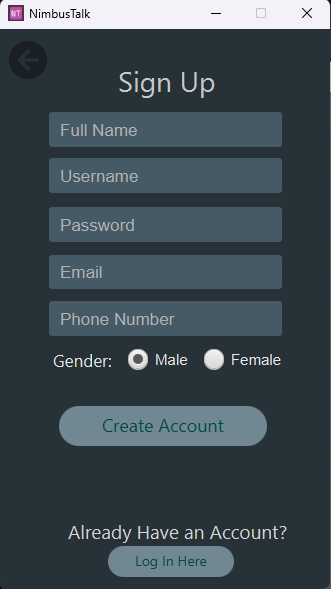 NT NimbusTalk
Sign Up
Full Name
Username
Password
Email
Phone Number
Gender: Male Female
Create Account
Already Have an Account?
Log In Here